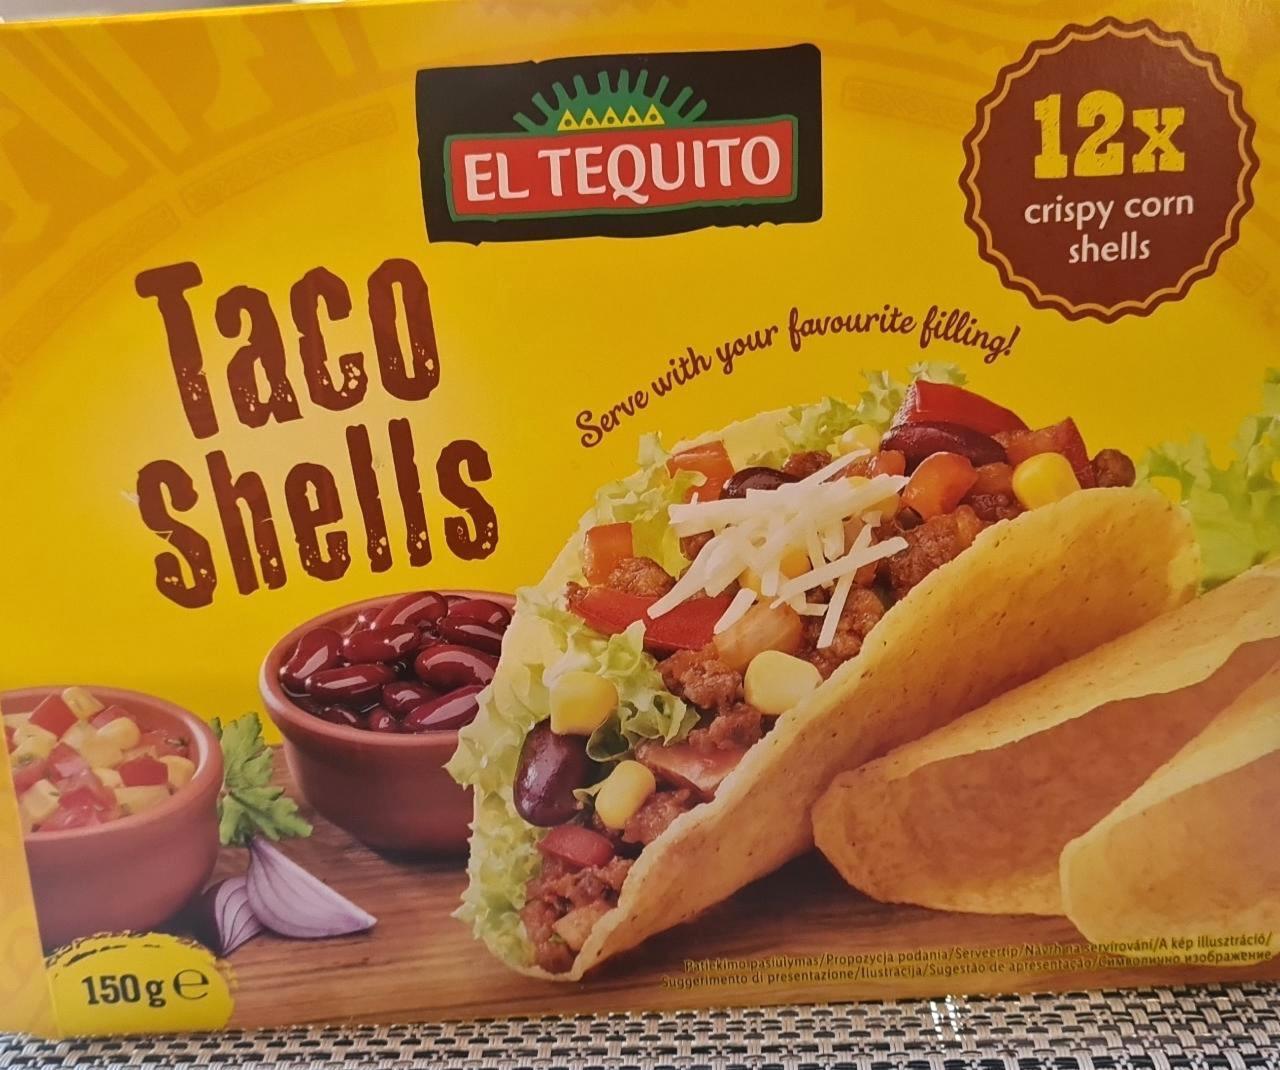 EL TEQUITO
12x
crispy corn
shells
Taco
Shells
Serve with your favourite filling!
150 g e
Patiekimo pasiūlymas/Propozycja podania/Serveertip/Návrh na servírování/A kép illusztráció/
Suggerimento di presentazione/Ilustracija/Sugestão de apresentação/Символично изображение